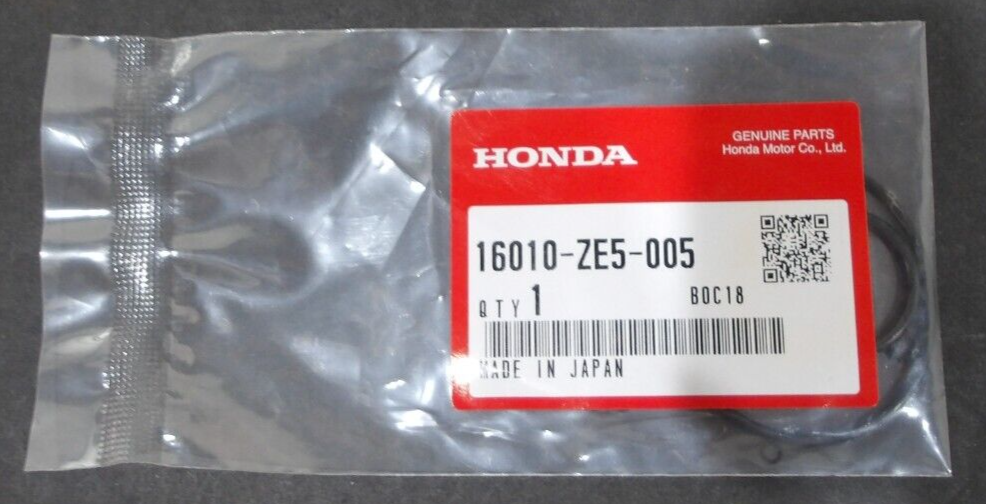 GENUINE PARTS
HONDA
Honda Motor Co., Ltd.
16010-ZE5-005
QTY 1
BOC18
MADE IN JAPAN